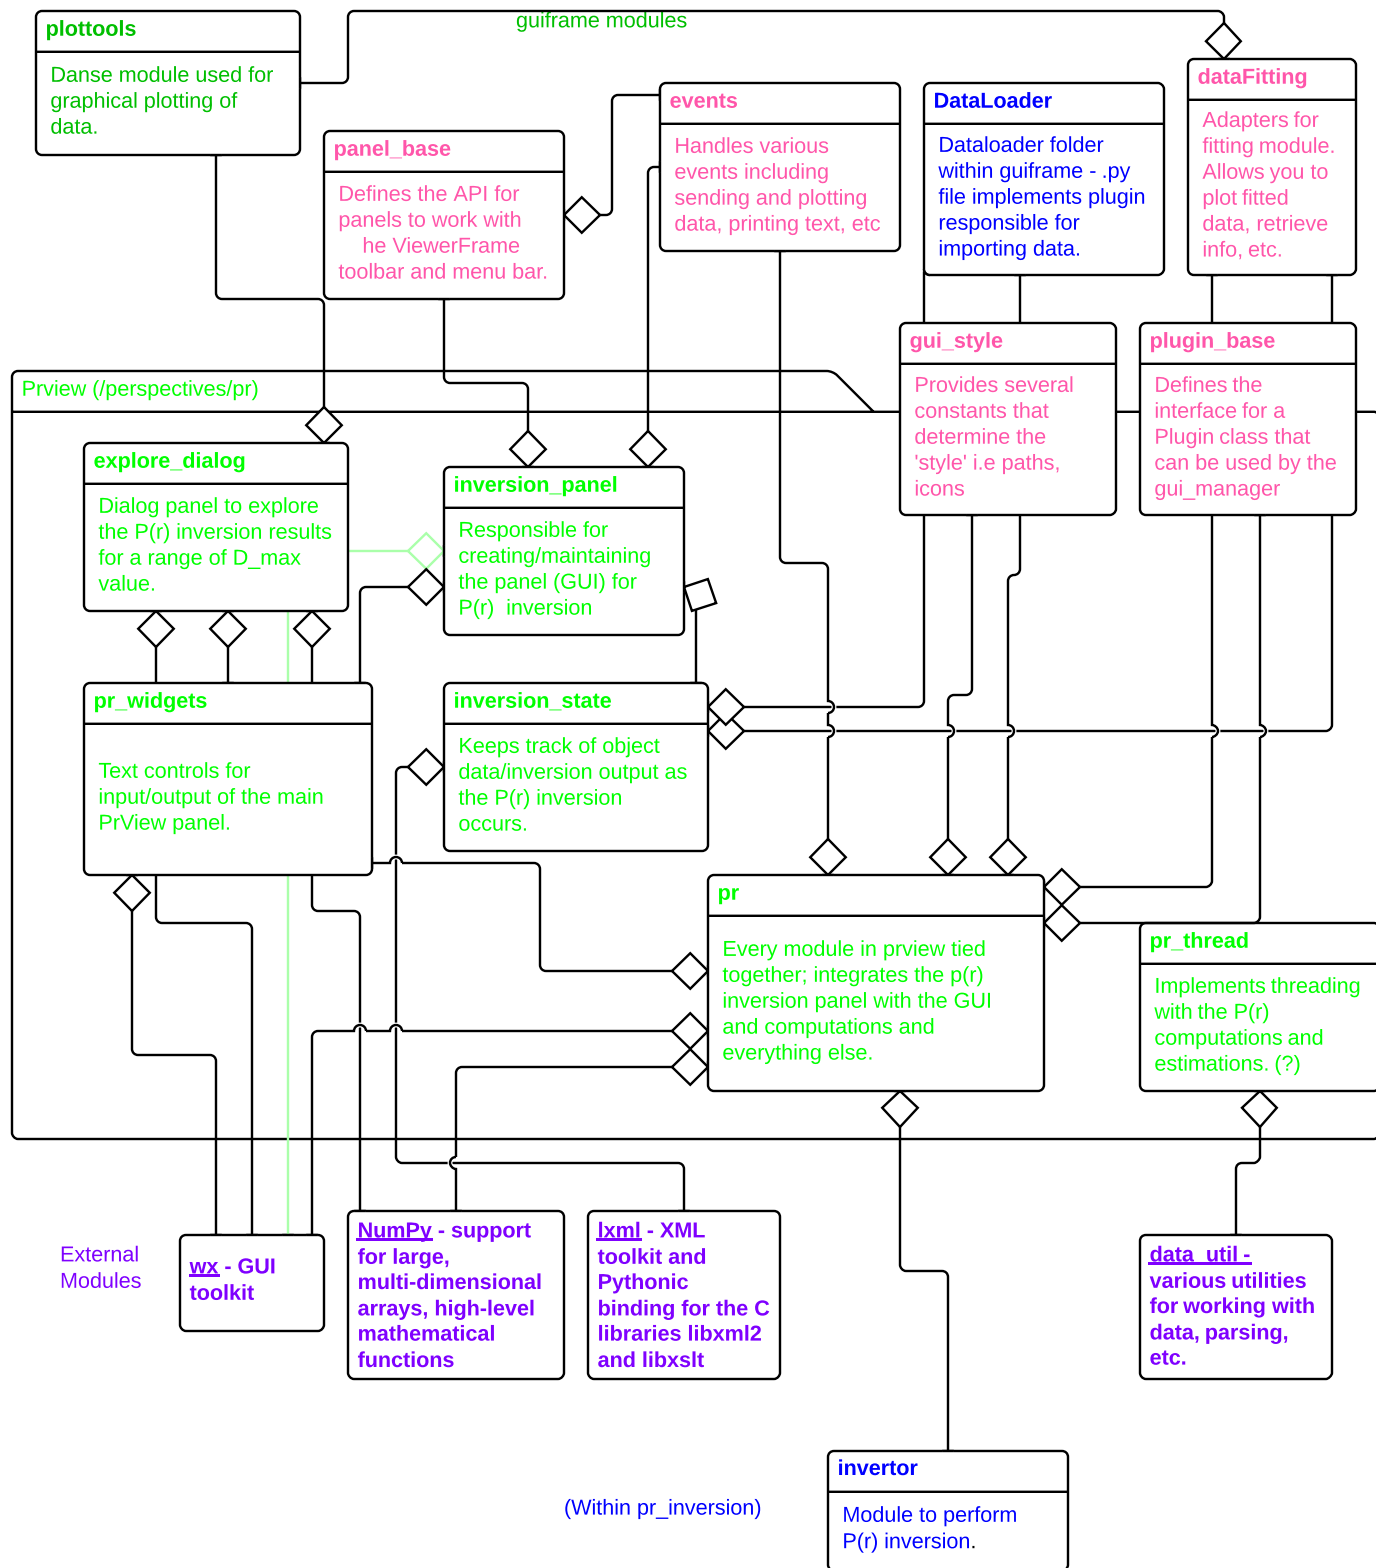 guiframe modules
plottools
Danse module used for
graphical plotting of
data.
panel_base
Defines the API for
panels to work with
he ViewerFrame
toolbar and menu bar.
events
Handles various
events including
sending and plotting
data, printing text, etc
DataLoader
Dataloader folder
within guiframe - .py
file implements plugin
responsible for
importing data.
dataFitting
Adapters for
fitting module.
Allows you to
plot fitted
data, retrieve
info, etc.
gui_style
Provides several
constants that
determine the
'style' i.e paths,
icons
plugin_base
Defines the
interface for a
Plugin class that
can be used by the
gui_manager
Prview (/perspectives/pr)
explore_dialog
Dialog panel to explore
the P(r) inversion results
for a range of D_max
value.
inversion_panel
Responsible for
creating/maintaining
the panel (GUI) for
P(r) inversion
pr_widgets
Text controls for
input/output of the main
PrView panel.
inversion_state
Keeps track of object
data/inversion output as
the P(r) inversion
occurs.
pr
Every module in prview tied
together; integrates the p(r)
inversion panel with the GUI
and computations and
everything else.
pr_thread
Implements threading
with the P(r)
computations and
estimations. (?)
External
Modules
wx - GUI
toolkit
NumPy - support
for large,
multi-dimensional
arrays, high-level
mathematical
functions
lxml - XML
toolkit and
Pythonic
binding for the C
libraries libxml2
and libxslt
data_util -
various utilities
for working with
data, parsing,
etc.
(Within pr_inversion)
invertor
Module to perform
P(r) inversion.